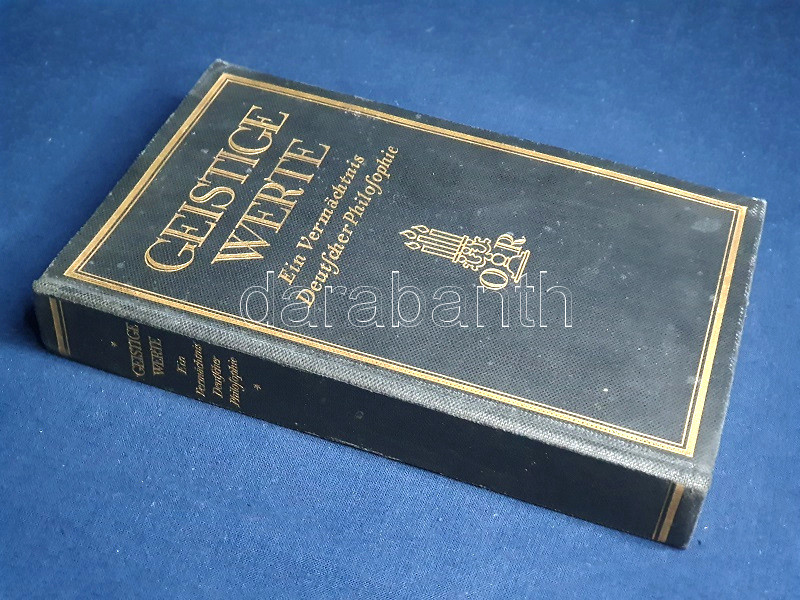 GEISTIGE
WERTE
Ein Vermächtnis
Deutſcher Philoſophie
O R
GEISTIGE
WERTE
Ein
Vermächtnis
Deutſcher
Philoſophie
darabanth